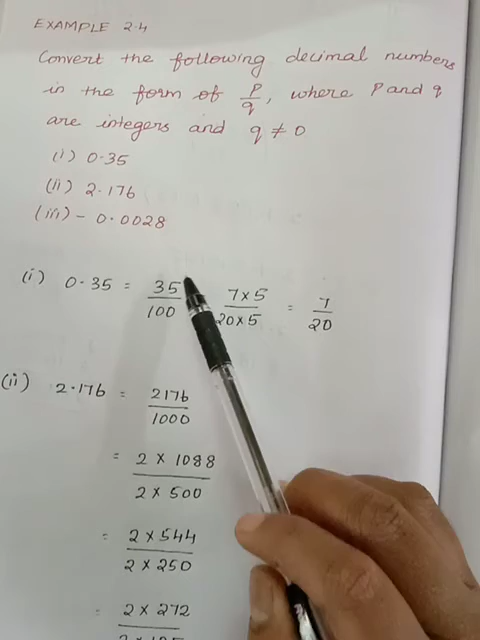 EXAMPLE 2.4
Convert the following decimal numbers
in the form of p/q, where p and q
are integers and q ≠ 0
(i) 0.35
(ii) 2.176
(iii) - 0.0028
(i) 0.35 = 35/100 7×5/20×5 = 7/20
(ii) 2.176 = 2176/1000
= 2 × 1088/2 × 500
= 2 × 544/2 × 250
= 2 × 272